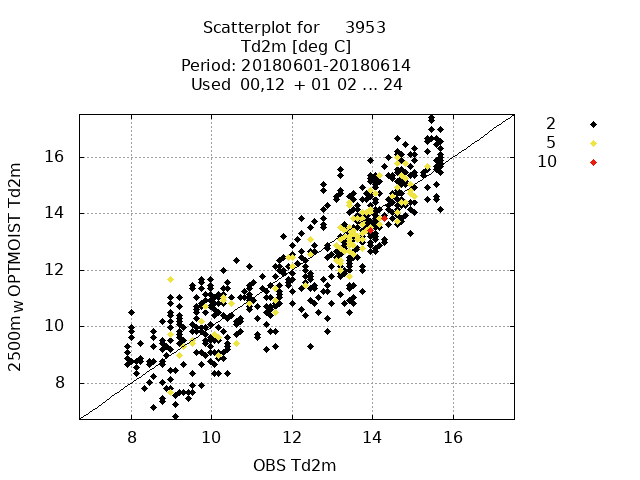 Scatterplot for 3953
Td2m [deg C]
Period: 20180601-20180614
Used 00,12 + 01 02 ... 24
2
5
10
16
14
12
10
8
2500m_w OPTMOIST Td2m
8 10 12 14 16
OBS Td2m